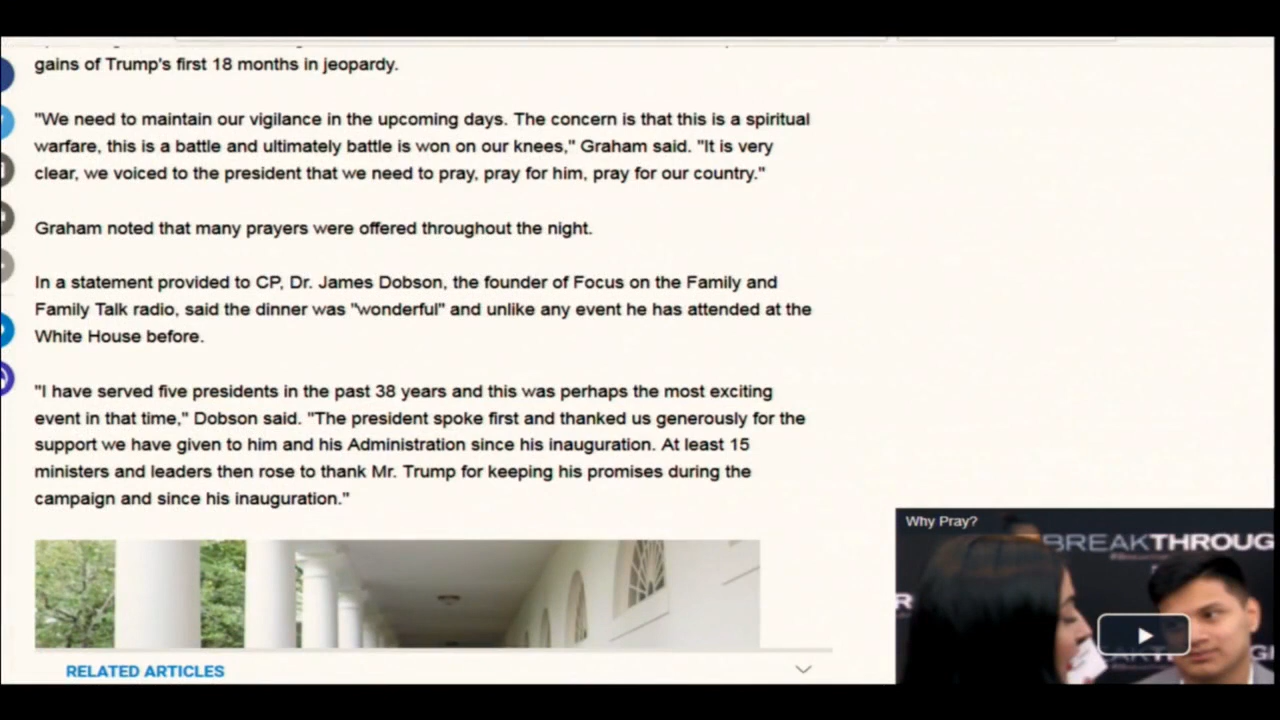 gains of Trump's first 18 months in jeopardy.
"We need to maintain our vigilance in the upcoming days. The concern is that this is a spiritual
warfare, this is a battle and ultimately battle is won on our knees," Graham said. "It is very
clear, we voiced to the president that we need to pray, pray for him, pray for our country."
Graham noted that many prayers were offered throughout the night.
In a statement provided to CP, Dr. James Dobson, the founder of Focus on the Family and
Family Talk radio, said the dinner was "wonderful" and unlike any event he has attended at the
White House before.
"I have served five presidents in the past 38 years and this was perhaps the most exciting
event in that time," Dobson said. "The president spoke first and thanked us generously for the
support we have given to him and his Administration since his inauguration. At least 15
ministers and leaders then rose to thank Mr. Trump for keeping his promises during the
campaign and since his inauguration."
Why Pray?
BREAKTHROUG
RELATED ARTICLES